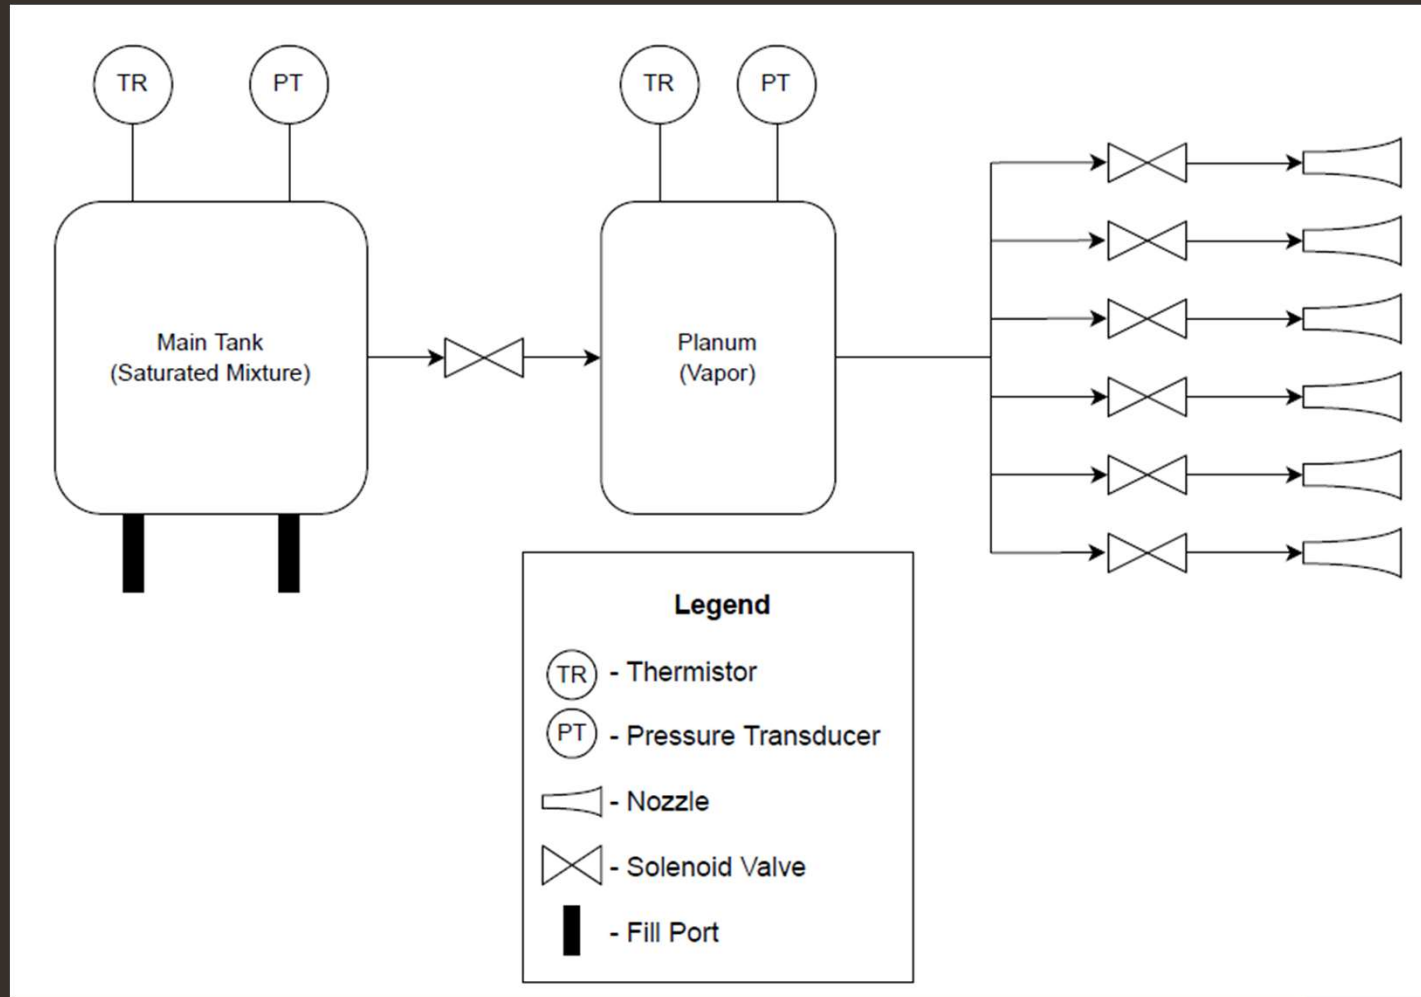 TR
PT
TR
PT
Main Tank
(Saturated Mixture)
Planum
(Vapor)
Legend
TR - Thermistor
PT - Pressure Transducer
- Nozzle
- Solenoid Valve
- Fill Port